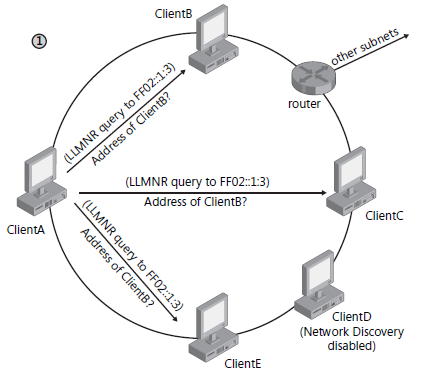 ClientB
1
other subnets
router
(LLMNR query to FF02::1:3)
Address of ClientB?
(LLMNR query to FF02::1:3)
Address of ClientB?
ClientA
ClientC
(LLMNR query to FF02::1:3)
Address of ClientB?
ClientD
(Network Discovery
disabled)
ClientE